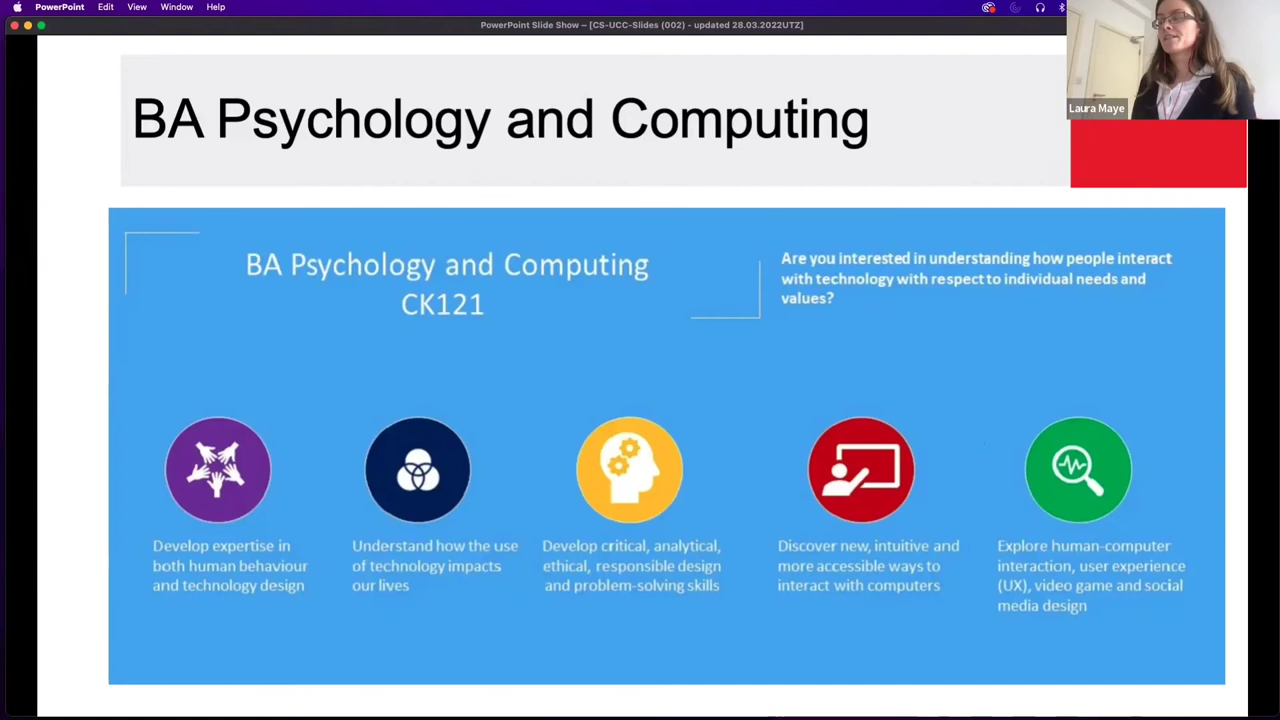 PowerPoint Edit View Window Help
PowerPoint Slide Show ~ [CS-UCC-Slides (002) - updated 28.03.2022UTZ]
Laura Maye
BA Psychology and Computing
BA Psychology and Computing
CK121
Are you interested in understanding how people interact
with technology with respect to individual needs and
values?
Develop expertise in
both human behaviour
and technology design
Understand how the use
of technology impacts
our lives
Develop critical, analytical,
ethical, responsible design
and problem-solving skills
Discover new, intuitive and
more accessible ways to
interact with computers
Explore human-computer
interaction, user experience
(UX), video game and social
media design